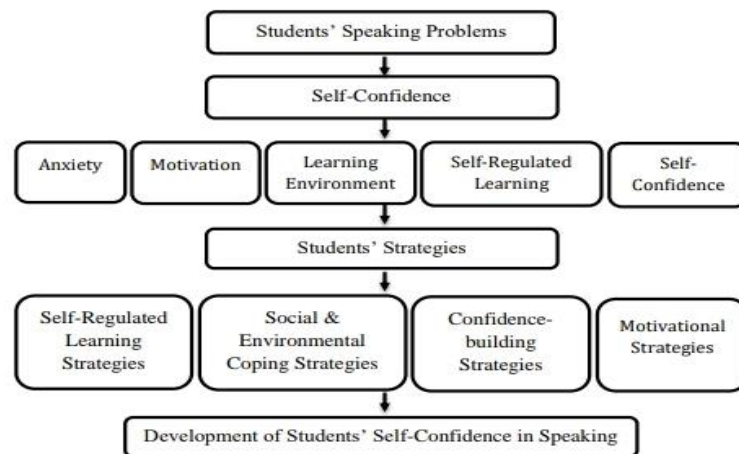 Students’ Speaking Problems
Self-Confidence
Anxiety
Motivation
Learning
Environment
Self-Regulated
Learning
Self-
Confidence
Students’ Strategies
Self-Regulated
Learning
Strategies
Social &
Environmental
Coping Strategies
Confidence-
building
Strategies
Motivational
Strategies
Development of Students’ Self-Confidence in Speaking